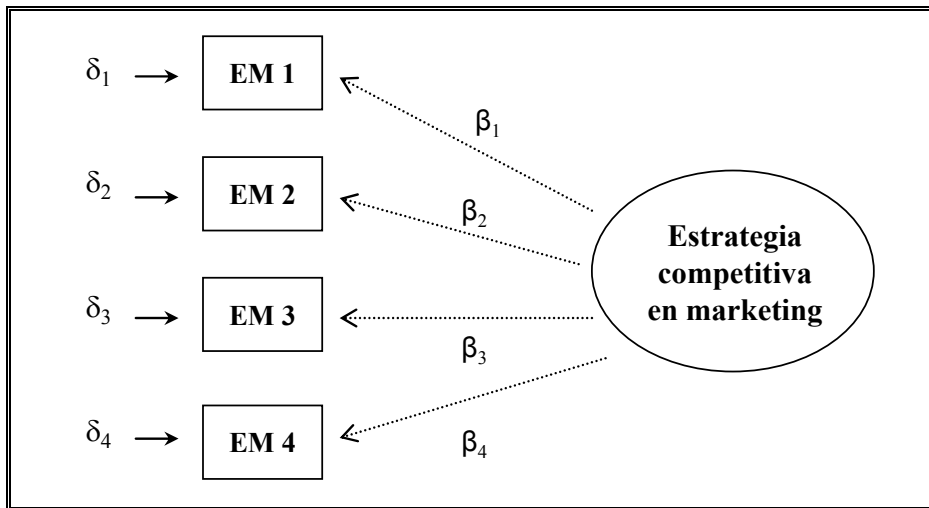 δ1
EM 1
β1
δ2
EM 2
β2
Estrategia
competitiva
en marketing
δ3
EM 3
β3
δ4
EM 4
β4